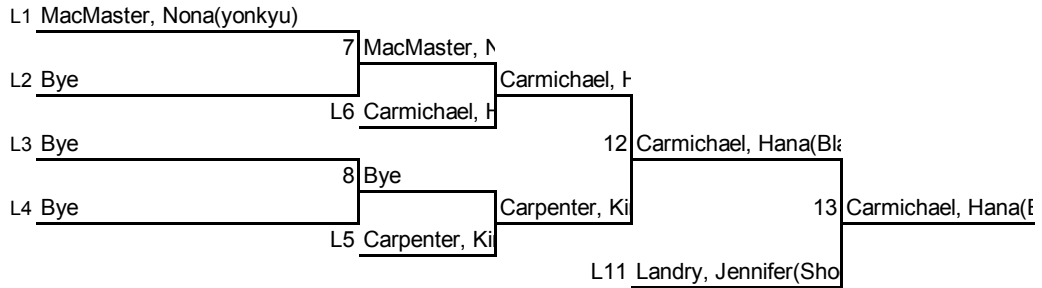 L1 MacMaster, Nona(yonkyu)
7 MacMaster, N
L2 Bye
Carmichael, H
L6 Carmichael, H
L3 Bye
12 Carmichael, Hana(Bla
8 Bye
L4 Bye
Carpenter, Ki
13 Carmichael, Hana(B
L5 Carpenter, Ki
L11 Landry, Jennifer(Sho